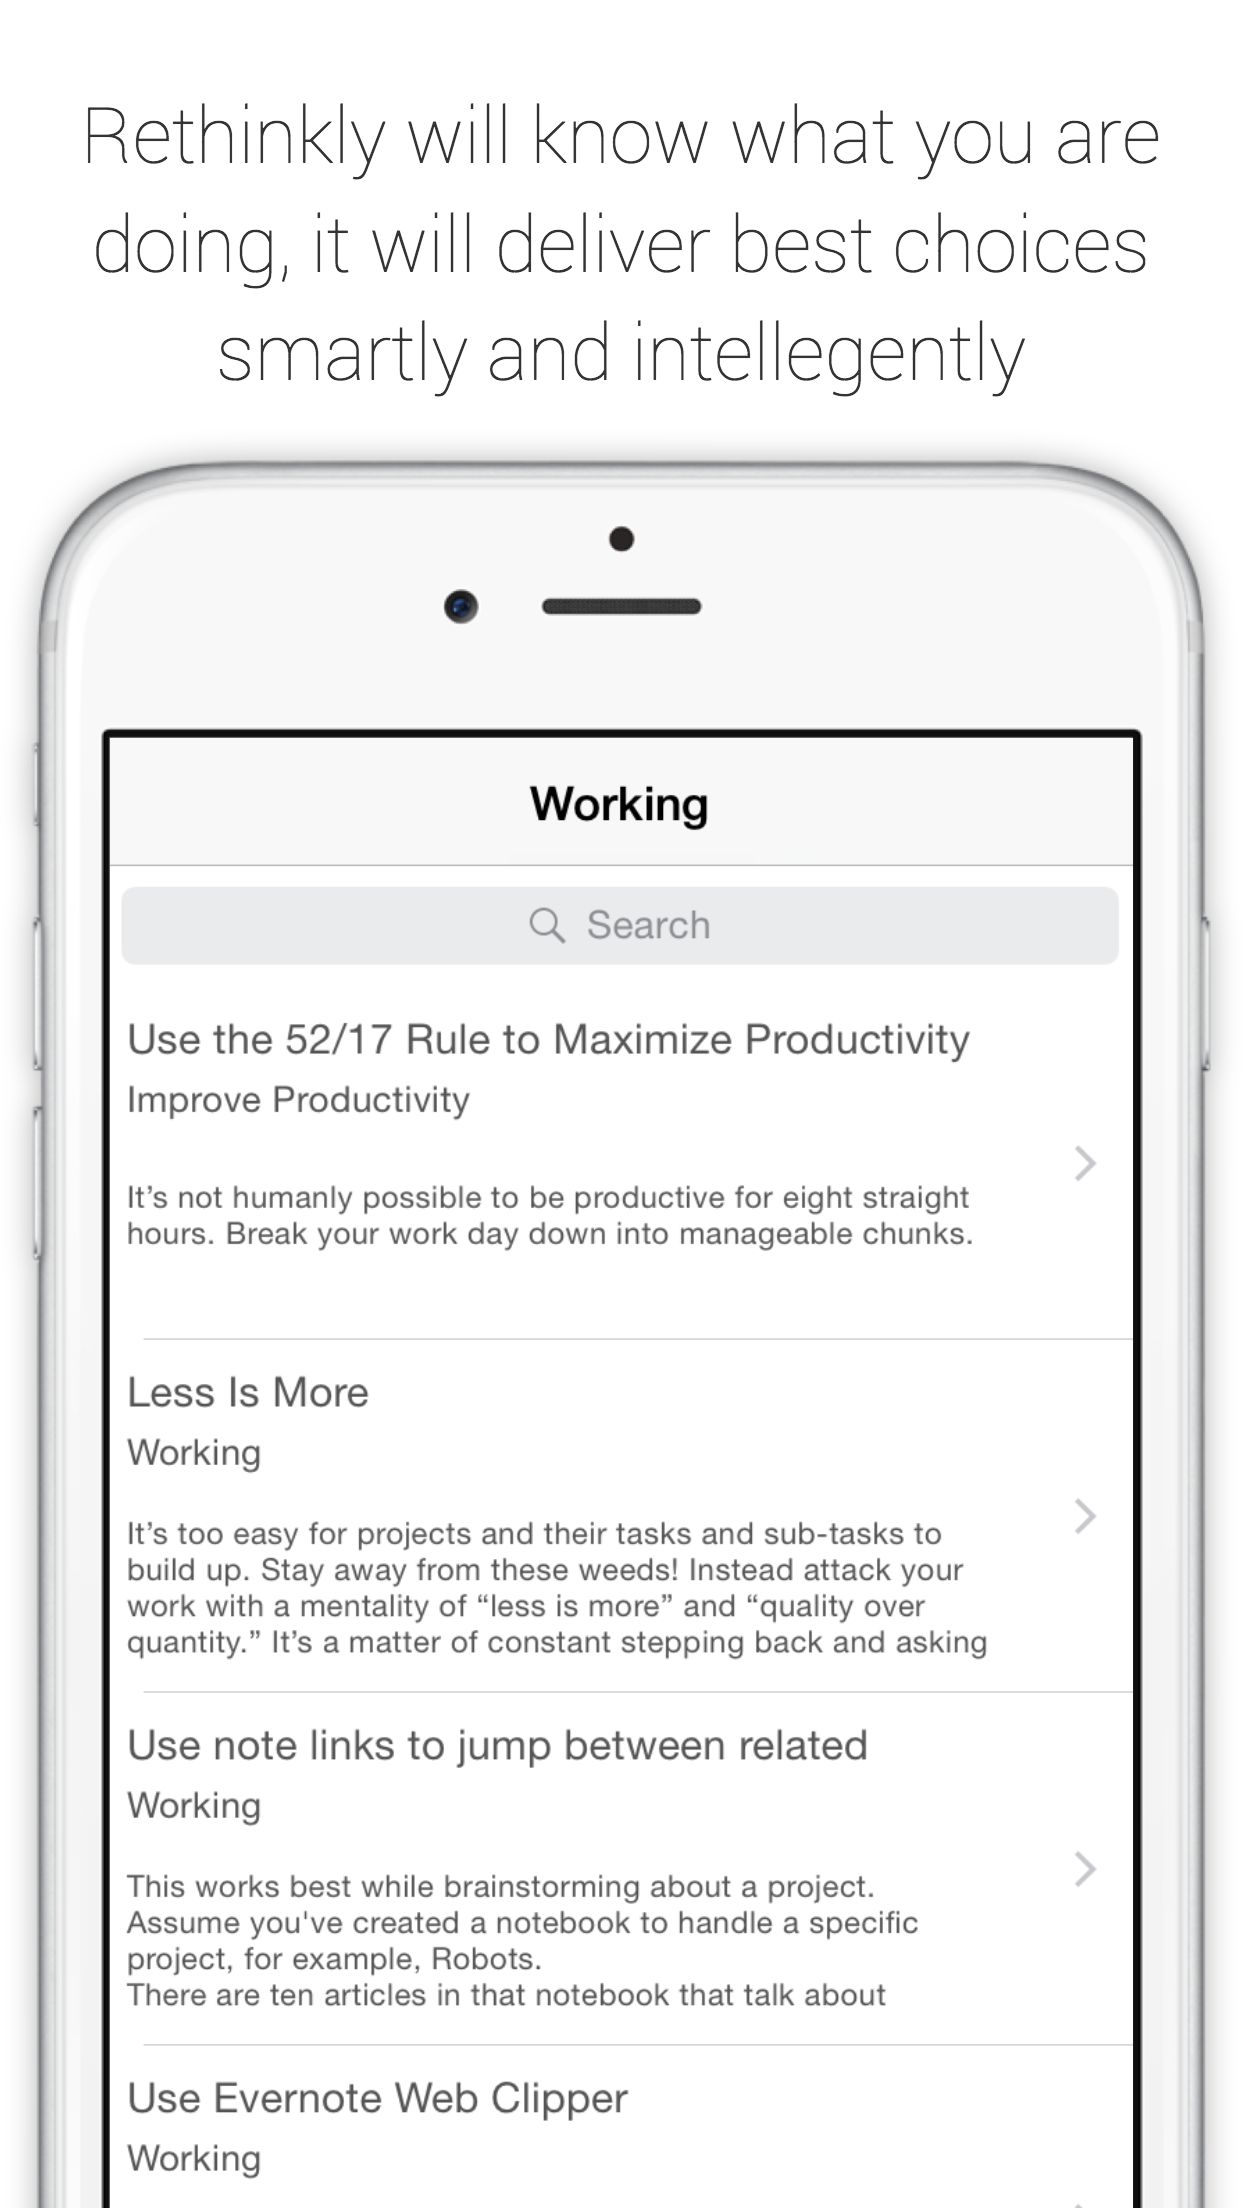 Rethinkly will know what you are
doing, it will deliver best choices
smartly and intellegently
Working
Search
Use the 52/17 Rule to Maximize Productivity
Improve Productivity
It’s not humanly possible to be productive for eight straight
hours. Break your work day down into manageable chunks.
Less Is More
Working
It’s too easy for projects and their tasks and sub-tasks to
build up. Stay away from these weeds! Instead attack your
work with a mentality of “less is more” and “quality over
quantity.” It’s a matter of constant stepping back and asking
Use note links to jump between related
Working
This works best while brainstorming about a project.
Assume you've created a notebook to handle a specific
project, for example, Robots.
There are ten articles in that notebook that talk about
Use Evernote Web Clipper
Working